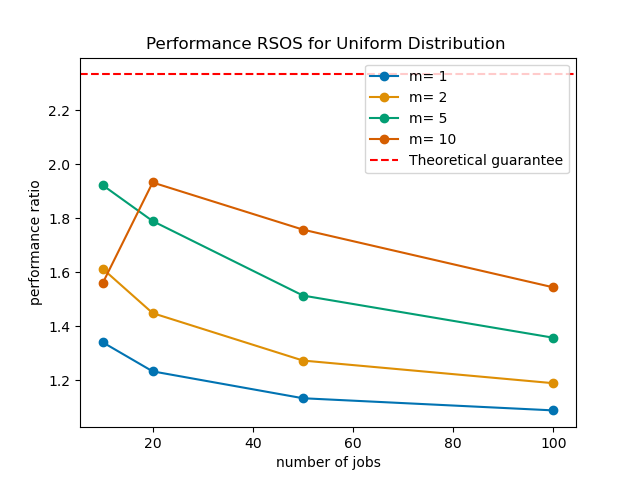 Performance RSOS for Uniform Distribution
performance ratio
2.2
2.0
1.8
1.6
1.4
1.2
m= 1
m= 2
m= 5
m= 10
Theoretical guarantee
20 40 60 80 100
number of jobs